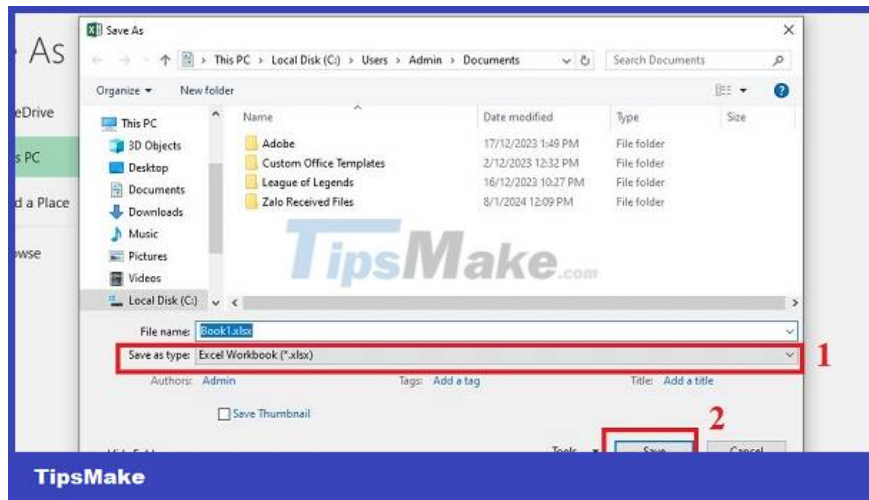 Save As
As
This PC > Local Disk (C:) > Users > Admin > Documents
Search Documents
Organize
New folder
eDrive
s PC
d a Place
owse
This PC
3D Objects
Desktop
Documents
Downloads
Music
Pictures
Videos
Local Disk (C:)
Name Date modified Type Size
Adobe 17/12/2023 1:49 PM File folder
Custom Office Templates 2/12/2023 12:32 PM File folder
League of Legends 16/12/2023 10:27 PM File folder
Zalo Received Files 8/1/2024 12:09 PM File folder
TipsMake.com
File name: Book1.xlsx
Save as type: Excel Workbook (*.xlsx)
1
Authors: Admin Tags: Add a tag Title: Add a title
Save Thumbnail
2
Tools Save Cancel
TipsMake